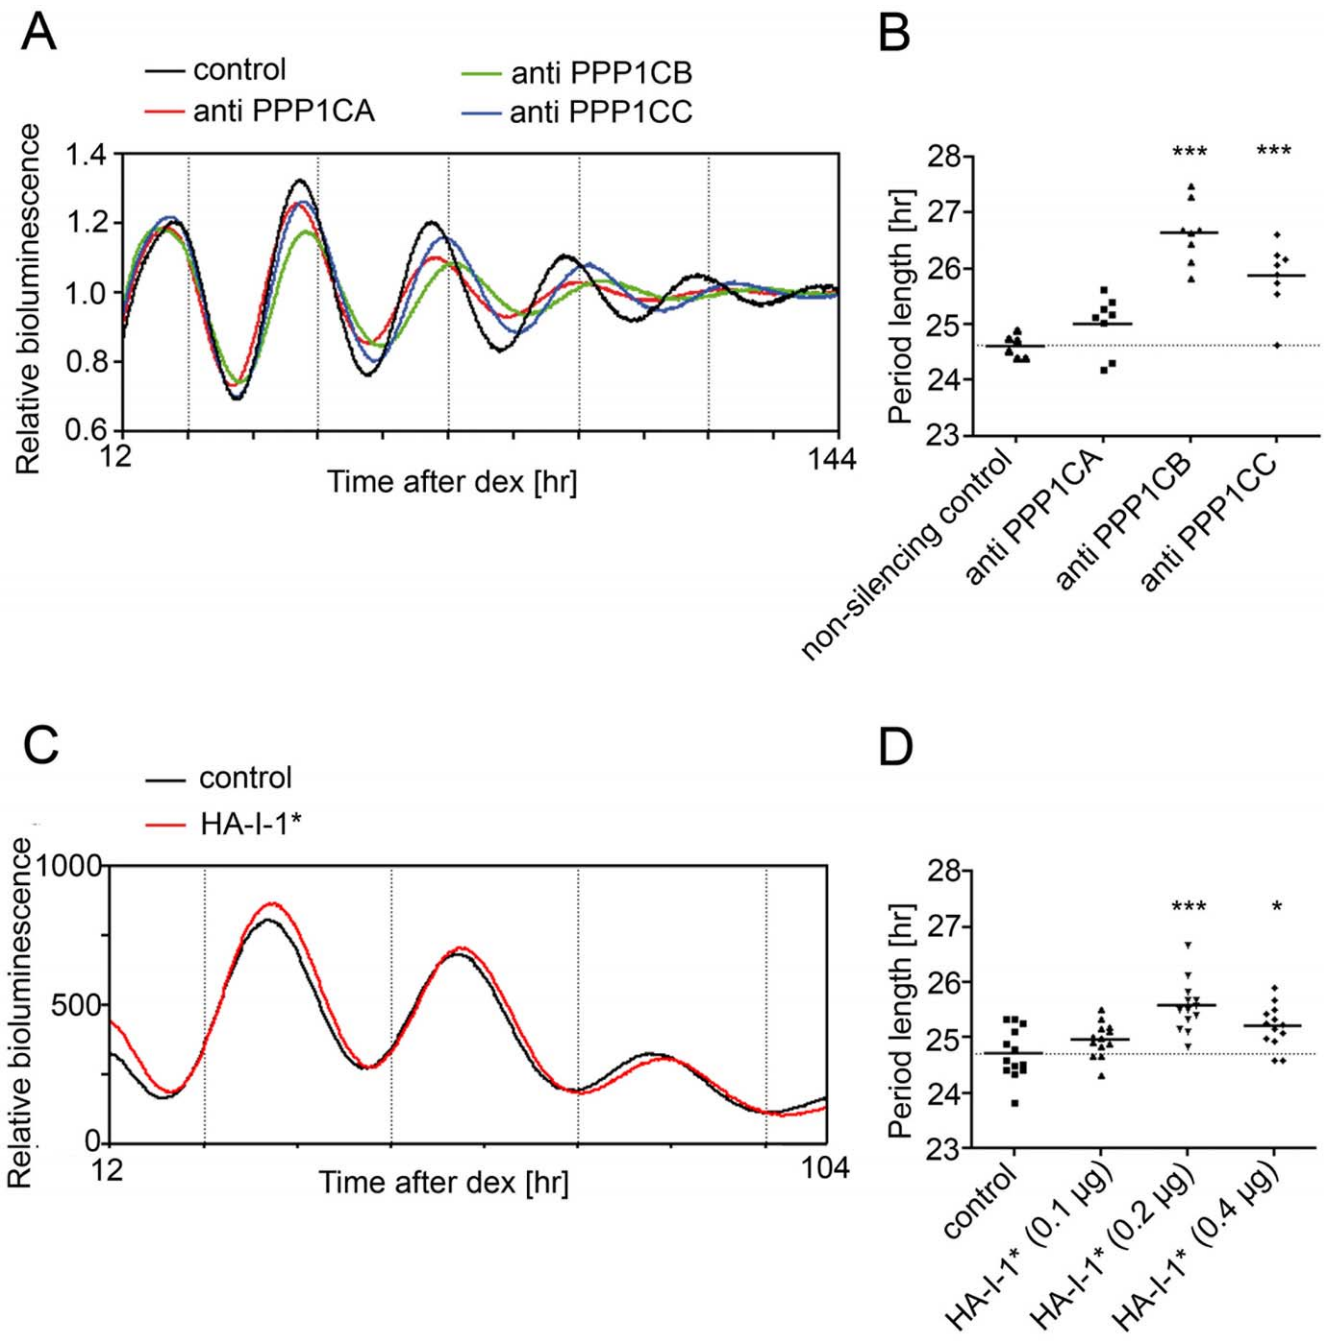 A
control
anti PPP1CB
anti PPP1CA
anti PPP1CC
Relative bioluminescence
1.4
1.2
1.0
0.8
0.6
12
144
Time after dex [hr]
B
***
***
Period length [hr]
28
27
26
25
24
23
non-silencing control
anti PPP1CA
anti PPP1CB
anti PPP1CC
C
control
HA-I-1*
Relative bioluminescence
1000
500
0
12
104
Time after dex [hr]
D
***
*
Period length [hr]
28
27
26
25
24
23
control
HA-I-1* (0.1 µg)
HA-I-1* (0.2 µg)
HA-I-1* (0.4 µg)